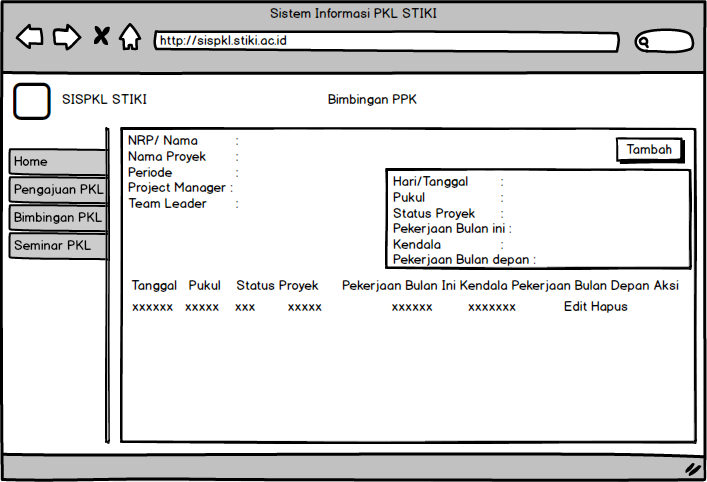 Sistem Informasi PKL STIKI
http://sispkl.stiki.ac.id
SISPKL STIKI
Bimbingan PPK
Home
Pengajuan PKL
Bimbingan PKL
Seminar PKL
NRP/ Nama :
Nama Proyek :
Periode :
Project Manager :
Team Leader :
Tambah
Hari/Tanggal :
Pukul :
Status Proyek :
Pekerjaan Bulan ini :
Kendala :
Pekerjaan Bulan depan :
Tanggal Pukul Status Proyek Pekerjaan Bulan Ini Kendala Pekerjaan Bulan Depan Aksi
xxxxxx xxxxx xxx xxxxx xxxxxx xxxxxxx Edit Hapus